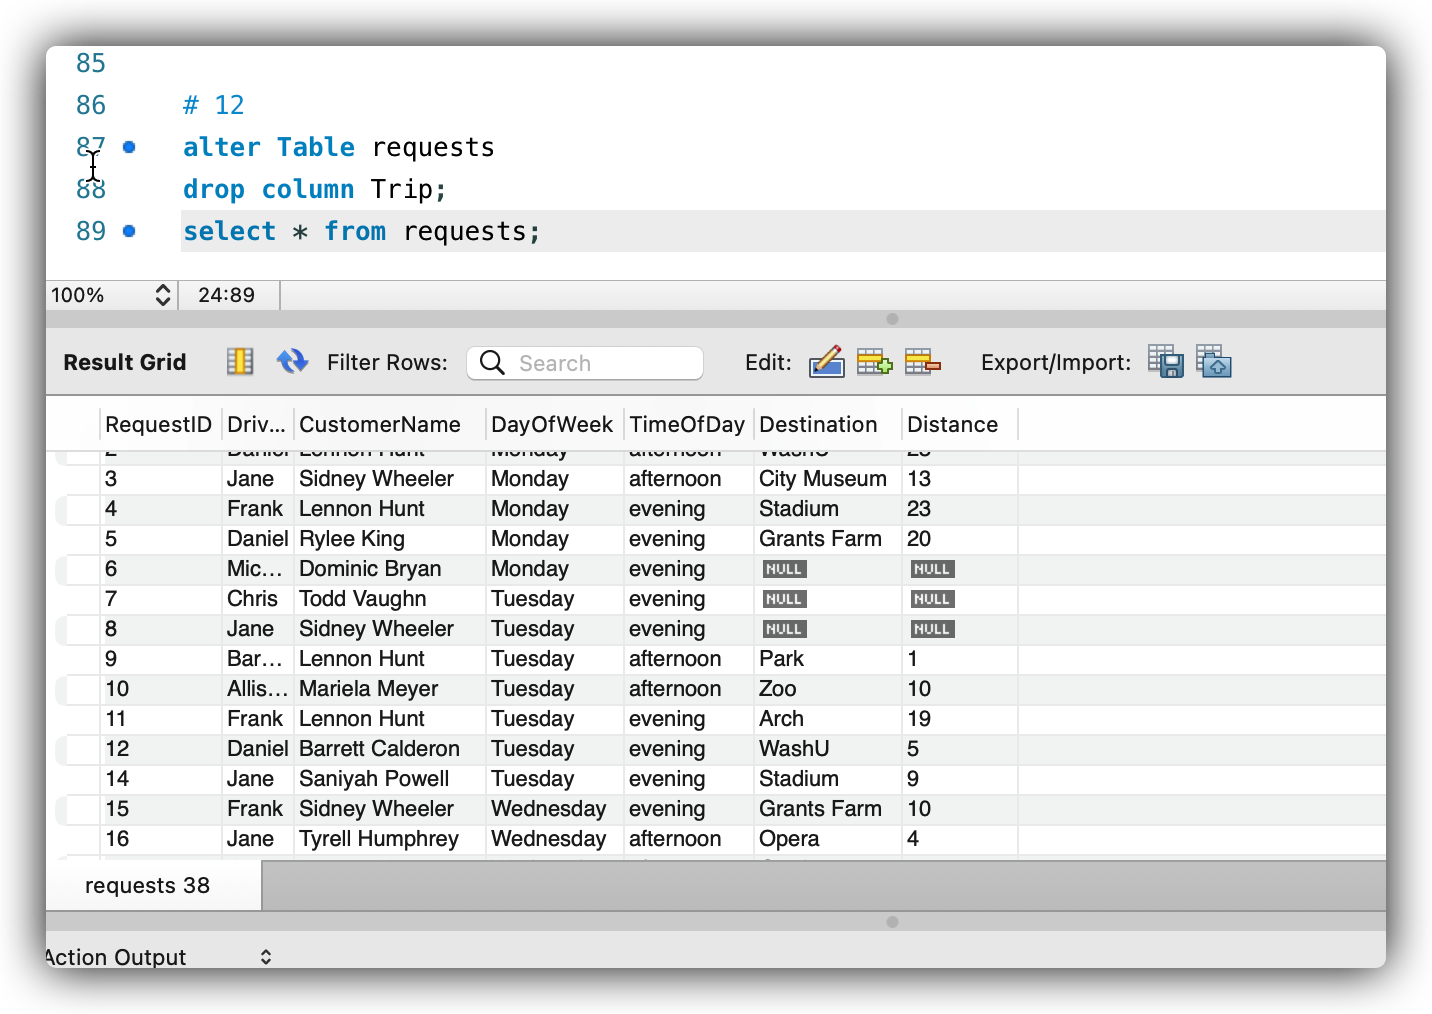 85
86 # 12
87 alter Table requests
88 drop column Trip;
89 select * from requests;
100% 24:89
Result Grid Filter Rows: Search Edit: Export/Import:
RequestID Driv... CustomerName DayOfWeek TimeOfDay Destination Distance
2 Daniel Lennon Hunt Monday afternoon WashU
3 Jane Sidney Wheeler Monday afternoon City Museum 13
4 Frank Lennon Hunt Monday evening Stadium 23
5 Daniel Rylee King Monday evening Grants Farm 20
6 Mic... Dominic Bryan Monday evening NULL NULL
7 Chris Todd Vaughn Tuesday evening NULL NULL
8 Jane Sidney Wheeler Tuesday evening NULL NULL
9 Bar... Lennon Hunt Tuesday afternoon Park 1
10 Allis... Mariela Meyer Tuesday afternoon Zoo 10
11 Frank Lennon Hunt Tuesday evening Arch 19
12 Daniel Barrett Calderon Tuesday evening WashU 5
14 Jane Saniyah Powell Tuesday evening Stadium 9
15 Frank Sidney Wheeler Wednesday evening Grants Farm 10
16 Jane Tyrell Humphrey Wednesday afternoon Opera 4
requests 38
Action Output